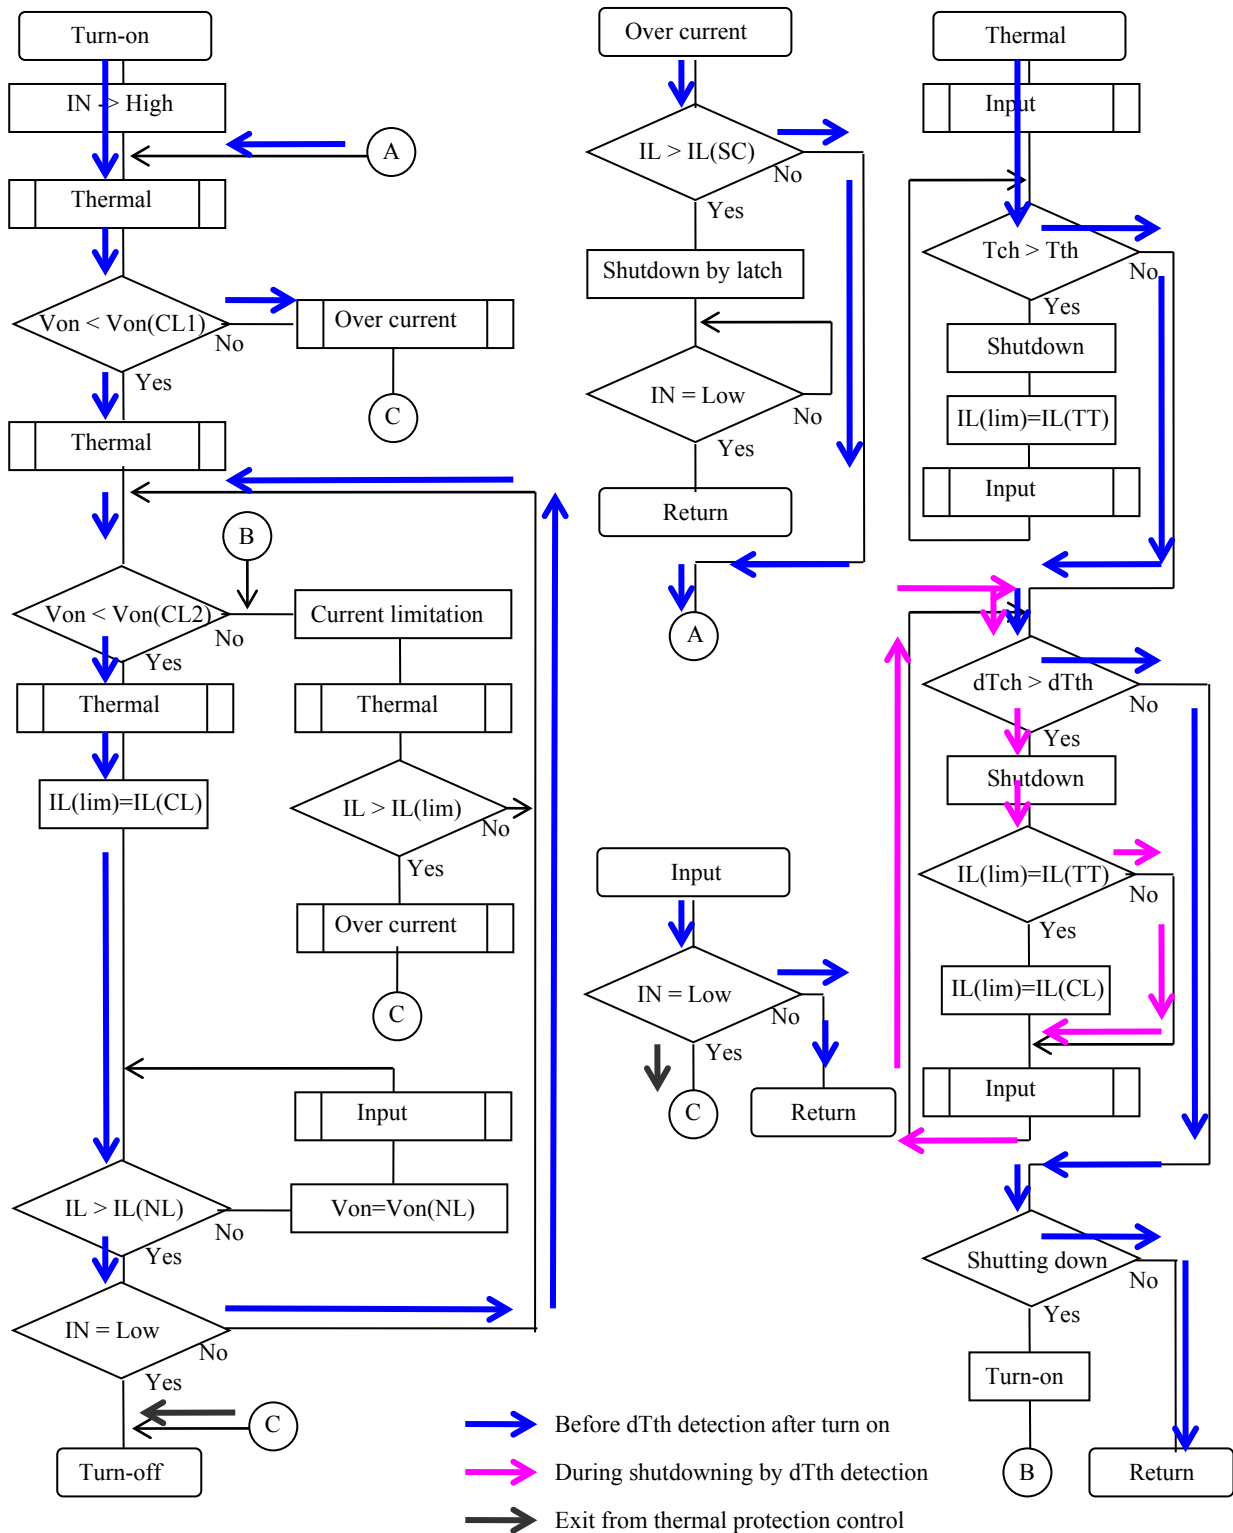 Turn-on
IN -> High
A
Thermal
Von < Von(CL1)
No
Yes
Over current
C
Thermal
B
Von < Von(CL2)
No
Yes
Current limitation
Thermal
Thermal
IL(lim)=IL(CL)
IL > IL(lim)
No
Yes
Over current
C
Input
Von=Von(NL)
IL > IL(NL)
No
Yes
IN = Low
No
Yes
C
Turn-off
Over current
IL > IL(SC)
No
Yes
Shutdown by latch
IN = Low
No
Yes
Return
A
Input
IN = Low
No
Yes
C
Return
Thermal
Input
Tch > Tth
No
Yes
Shutdown
IL(lim)=IL(TT)
Input
dTch > dTth
No
Yes
Shutdown
IL(lim)=IL(TT)
No
Yes
IL(lim)=IL(CL)
Input
Shutting down
No
Yes
Turn-on
B
Return
Before dTth detection after turn on
During shutdowning by dTth detection
Exit from thermal protection control